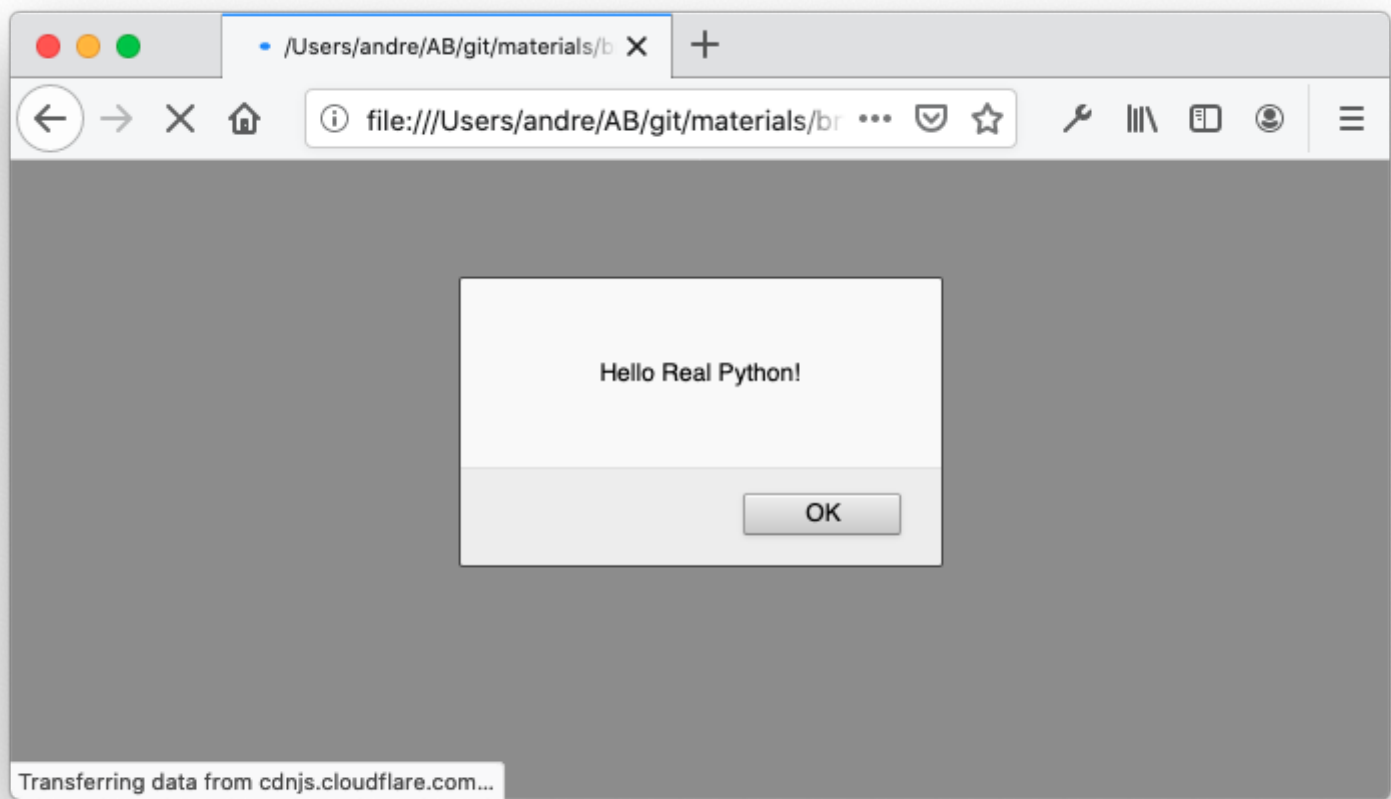 /Users/andre/AB/git/materials/b
file:///Users/andre/AB/git/materials/br
Hello Real Python!
OK
Transferring data from cdnjs.cloudflare.com...